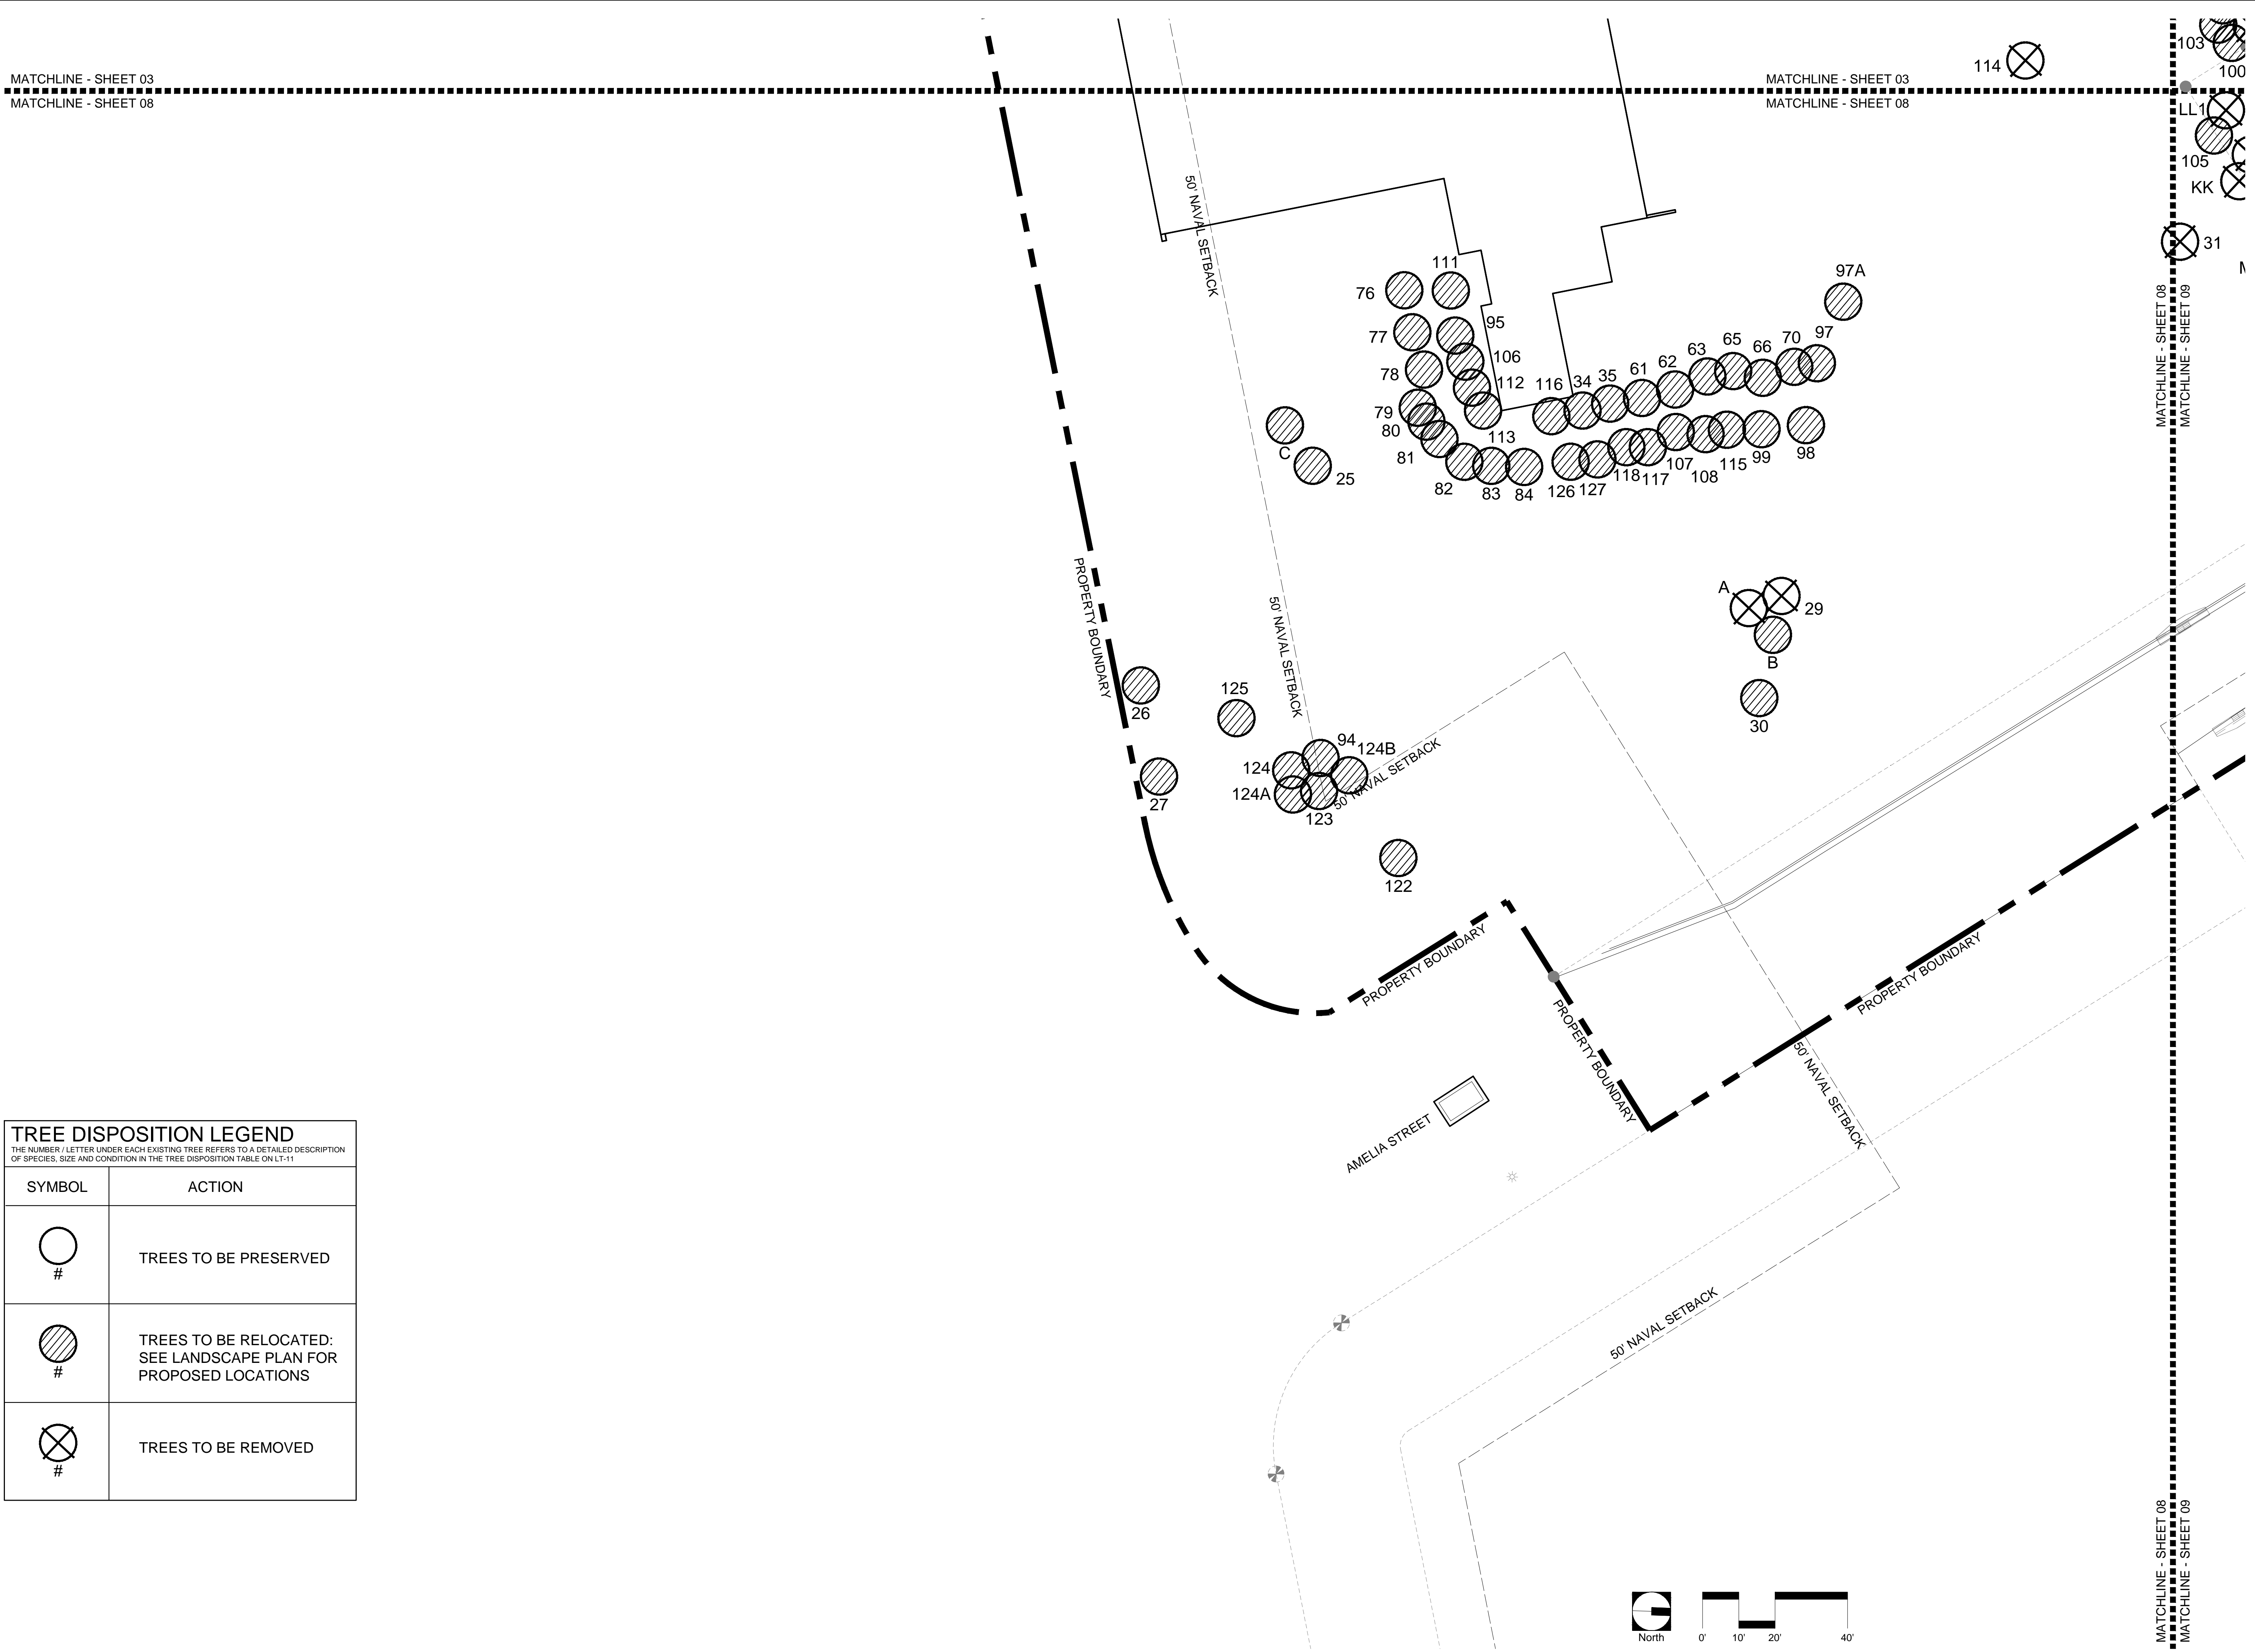 MATCHLINE - SHEET 03
MATCHLINE - SHEET 08
MATCHLINE - SHEET 03
MATCHLINE - SHEET 08
114
103
100
LL1
105
KK
31
MATCHLINE - SHEET 08
MATCHLINE - SHEET 09
50' NAVAL SETBACK
76
111
77
95
78
106
112
79
80
81
113
82
83
84
116
34
35
61
62
63
65
66
70
97
97A
126
127
118
117
107
108
115
99
98
C
25
PROPERTY BOUNDARY
50' NAVAL SETBACK
A
29
B
30
26
125
27
94
124B
124
124A
123
50' NAVAL SETBACK
122
PROPERTY BOUNDARY
PROPERTY BOUNDARY
PROPERTY BOUNDARY
50' NAVAL SETBACK
AMELIA STREET
50' NAVAL SETBACK
TREE DISPOSITION LEGEND
THE NUMBER / LETTER UNDER EACH EXISTING TREE REFERS TO A DETAILED DESCRIPTION
OF SPECIES, SIZE AND CONDITION IN THE TREE DISPOSITION TABLE ON LT-11
SYMBOL ACTION
#
TREES TO BE PRESERVED
#
TREES TO BE RELOCATED:
SEE LANDSCAPE PLAN FOR
PROPOSED LOCATIONS
#
TREES TO BE REMOVED
MATCHLINE - SHEET 08
MATCHLINE - SHEET 09
North
0' 10' 20' 40'